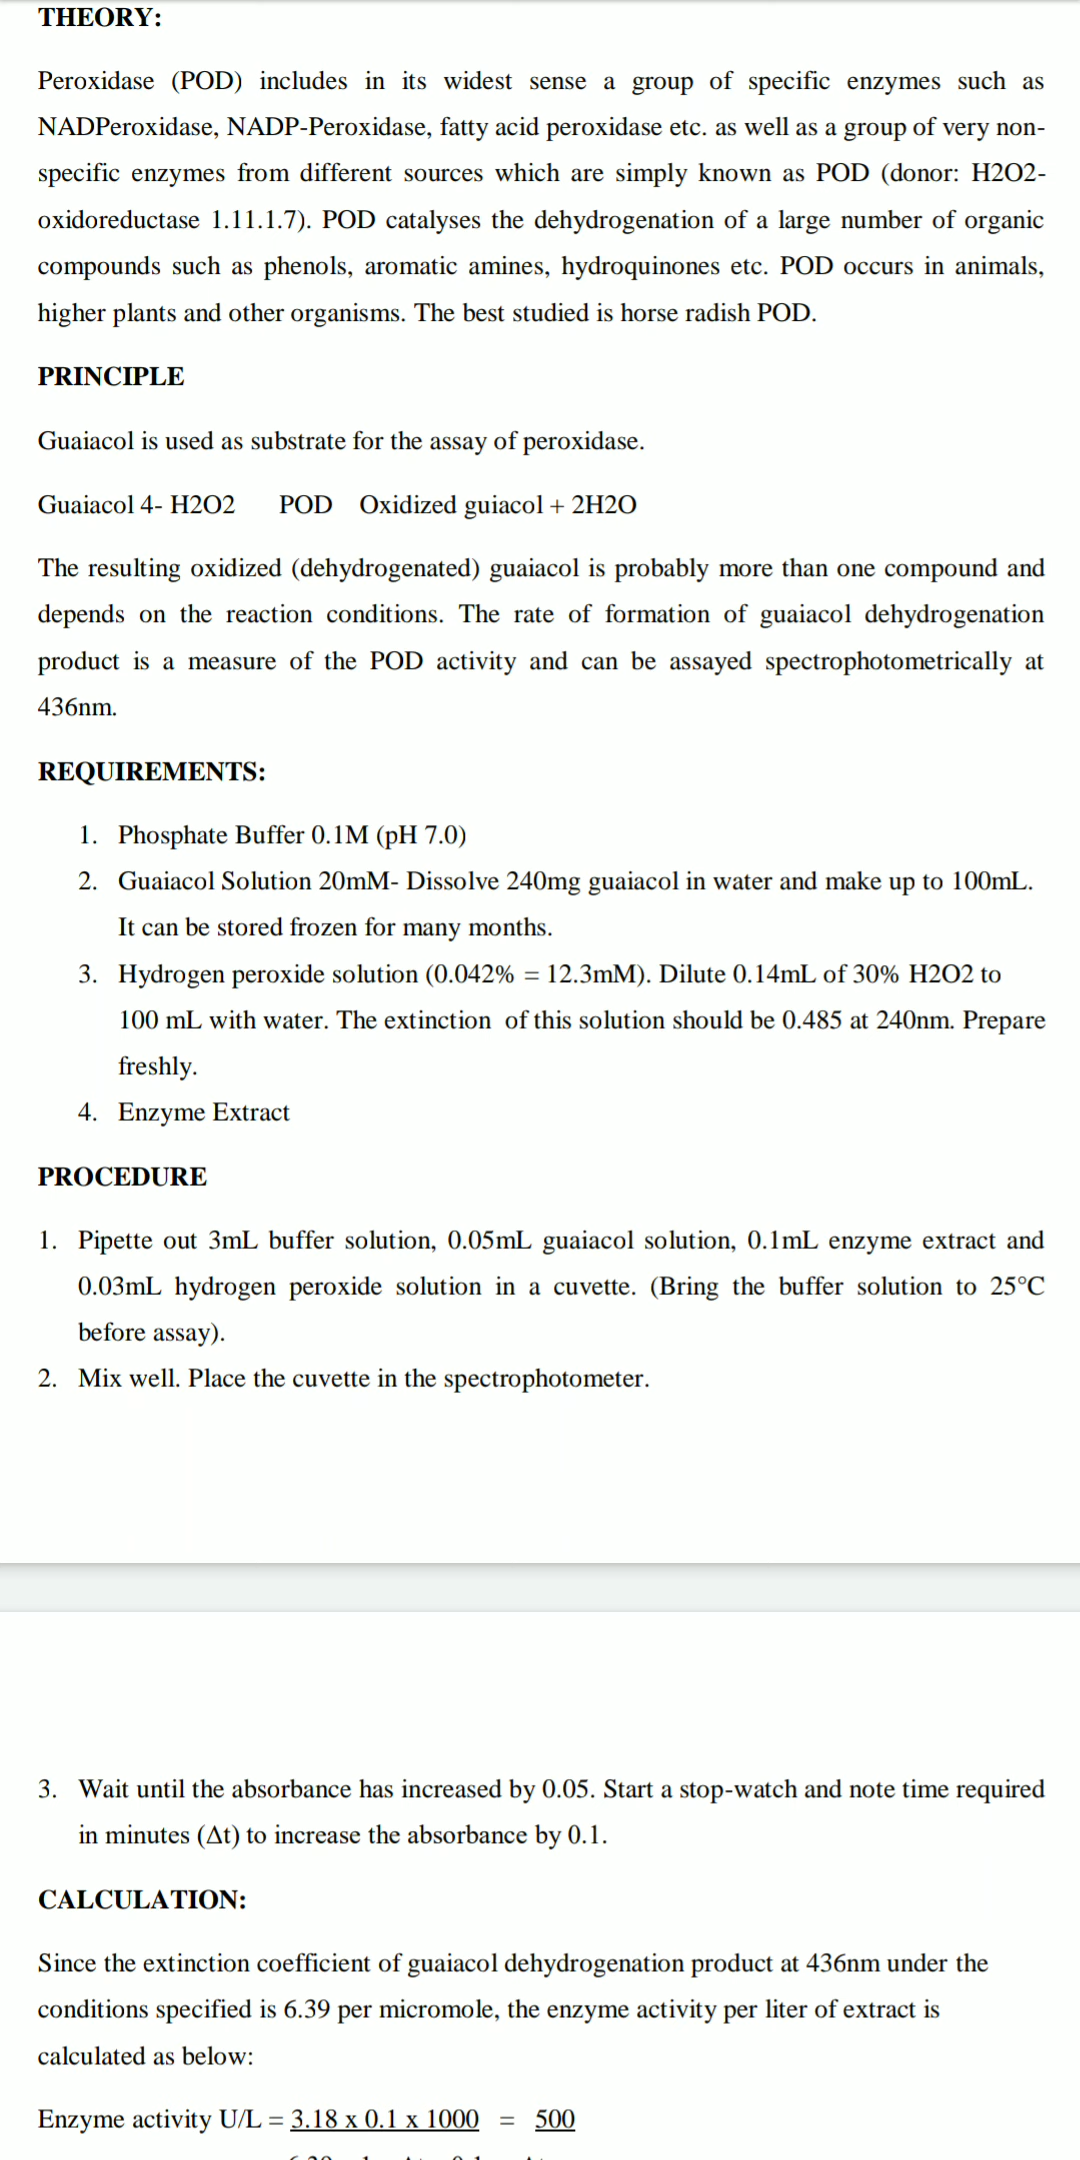 THEORY:
Peroxidase (POD) includes in its widest sense a group of specific enzymes such as
NADPeroxidase, NADP-Peroxidase, fatty acid peroxidase etc. as well as a group of very non-
specific enzymes from different sources which are simply known as POD (donor: H2O2-
oxidoreductase 1.11.1.7). POD catalyses the dehydrogenation of a large number of organic
compounds such as phenols, aromatic amines, hydroquinones etc. POD occurs in animals,
higher plants and other organisms. The best studied is horse radish POD.
PRINCIPLE
Guaiacol is used as substrate for the assay of peroxidase.
Guaiacol 4- H2O2 POD Oxidized guiacol + 2H2O
The resulting oxidized (dehydrogenated) guaiacol is probably more than one compound and
depends on the reaction conditions. The rate of formation of guaiacol dehydrogenation
product is a measure of the POD activity and can be assayed spectrophotometrically at
436nm.
REQUIREMENTS:
1. Phosphate Buffer 0.1M (pH 7.0)
2. Guaiacol Solution 20mM- Dissolve 240mg guaiacol in water and make up to 100mL.
It can be stored frozen for many months.
3. Hydrogen peroxide solution (0.042% = 12.3mM). Dilute 0.14mL of 30% H2O2 to
100 mL with water. The extinction of this solution should be 0.485 at 240nm. Prepare
freshly.
4. Enzyme Extract
PROCEDURE
1. Pipette out 3mL buffer solution, 0.05mL guaiacol solution, 0.1mL enzyme extract and
0.03mL hydrogen peroxide solution in a cuvette. (Bring the buffer solution to 25°C
before assay).
2. Mix well. Place the cuvette in the spectrophotometer.
3. Wait until the absorbance has increased by 0.05. Start a stop-watch and note time required
in minutes (Δt) to increase the absorbance by 0.1.
CALCULATION:
Since the extinction coefficient of guaiacol dehydrogenation product at 436nm under the
conditions specified is 6.39 per micromole, the enzyme activity per liter of extract is
calculated as below:
Enzyme activity U/L = 3.18 x 0.1 x 1000 = 500